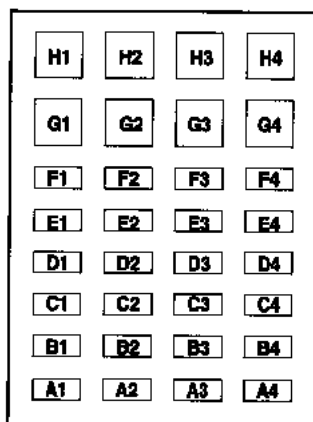 H1 H2 H3 H4
G1 G2 G3 G4
F1 F2 F3 F4
E1 E2 E3 E4
D1 D2 D3 D4
C1 C2 C3 C4
B1 B2 B3 B4
A1 A2 A3 A4